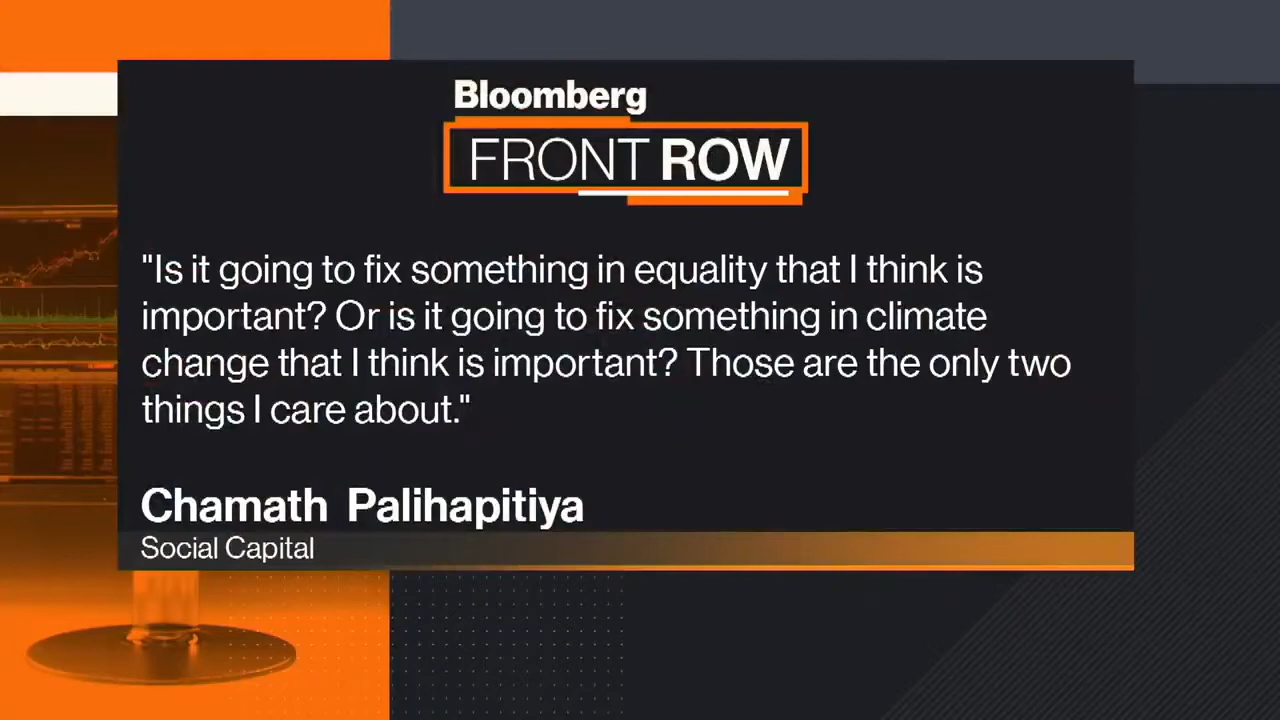 Bloomberg
FRONT ROW
"Is it going to fix something in equality that I think is
important? Or is it going to fix something in climate
change that I think is important? Those are the only two
things I care about."
Chamath Palihapitiya
Social Capital